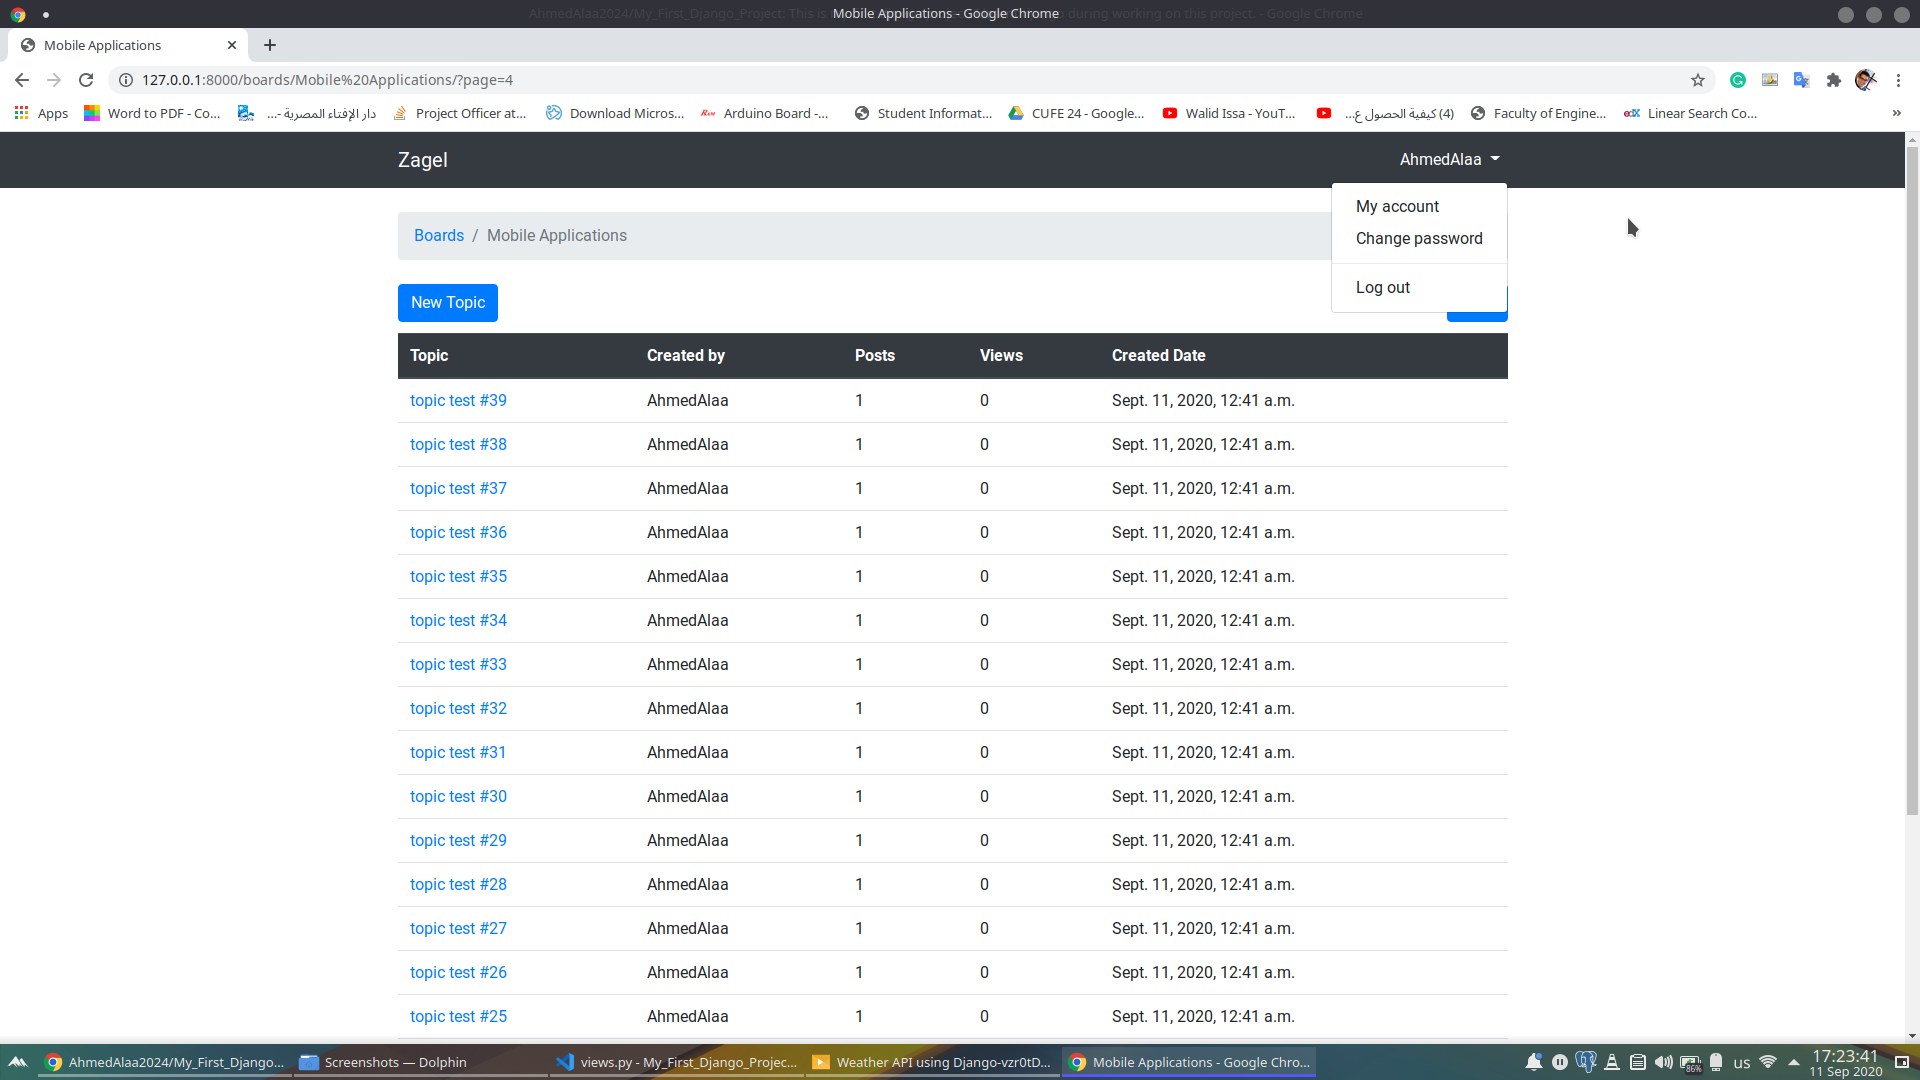 Mobile Applications - Google Chrome
Mobile Applications
127.0.0.1:8000/boards/Mobile%20Applications/?page=4
Apps Word to PDF - Co... دار الإفتاء المصرية -... Project Officer at... Download Micros... Arduino Board -... Student Informat... CUFE 24 - Google... Walid Issa - YouT... (4) كيفية الحصول ع... Faculty of Engine... edX Linear Search Co... »
Zagel AhmedAlaa
My account
Change password
Log out
Boards / Mobile Applications
New Topic
Topic Created by Posts Views Created Date
topic test #39 AhmedAlaa 1 0 Sept. 11, 2020, 12:41 a.m.
topic test #38 AhmedAlaa 1 0 Sept. 11, 2020, 12:41 a.m.
topic test #37 AhmedAlaa 1 0 Sept. 11, 2020, 12:41 a.m.
topic test #36 AhmedAlaa 1 0 Sept. 11, 2020, 12:41 a.m.
topic test #35 AhmedAlaa 1 0 Sept. 11, 2020, 12:41 a.m.
topic test #34 AhmedAlaa 1 0 Sept. 11, 2020, 12:41 a.m.
topic test #33 AhmedAlaa 1 0 Sept. 11, 2020, 12:41 a.m.
topic test #32 AhmedAlaa 1 0 Sept. 11, 2020, 12:41 a.m.
topic test #31 AhmedAlaa 1 0 Sept. 11, 2020, 12:41 a.m.
topic test #30 AhmedAlaa 1 0 Sept. 11, 2020, 12:41 a.m.
topic test #29 AhmedAlaa 1 0 Sept. 11, 2020, 12:41 a.m.
topic test #28 AhmedAlaa 1 0 Sept. 11, 2020, 12:41 a.m.
topic test #27 AhmedAlaa 1 0 Sept. 11, 2020, 12:41 a.m.
topic test #26 AhmedAlaa 1 0 Sept. 11, 2020, 12:41 a.m.
topic test #25 AhmedAlaa 1 0 Sept. 11, 2020, 12:41 a.m.
AhmedAlaa2024/My_First_Django... Screenshots — Dolphin views.py - My_First_Django_Projec... Weather API using Django-vzr0tD... Mobile Applications - Google Chro... 86% us 17:23:41
11 Sep 2020